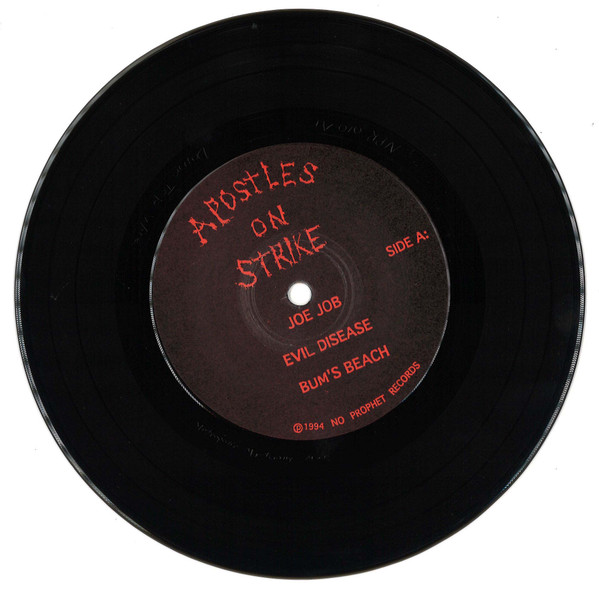 APOSTLES
ON
STRIKE
SIDE A:
JOE JOB
EVIL DISEASE
BUM'S BEACH
℗1994 NO PROPHET RECORDS